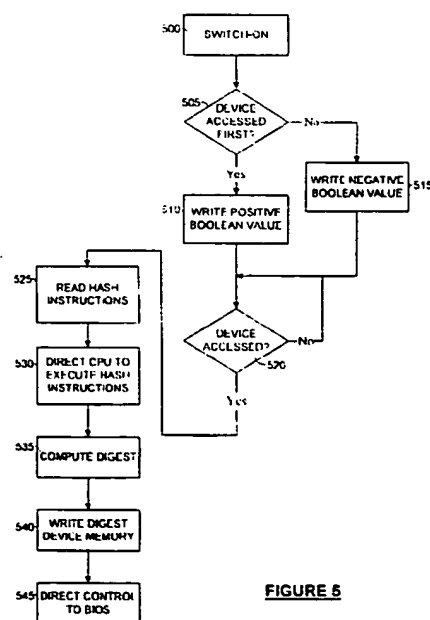 500
SWITCH-ON
505
DEVICE
ACCESSED
FIRST?
No
Yes
510
WRITE POSITIVE
BOOLEAN VALUE
WRITE NEGATIVE
BOOLEAN VALUE
515
525
READ HASH
INSTRUCTIONS
DEVICE
ACCESSED?
No
520
Yes
530
DIRECT CPU TO
EXECUTE HASH
INSTRUCTIONS
535
COMPUTE DIGEST
540
WRITE DIGEST
DEVICE MEMORY
545
DIRECT CONTROL
TO BIOS
FIGURE 5